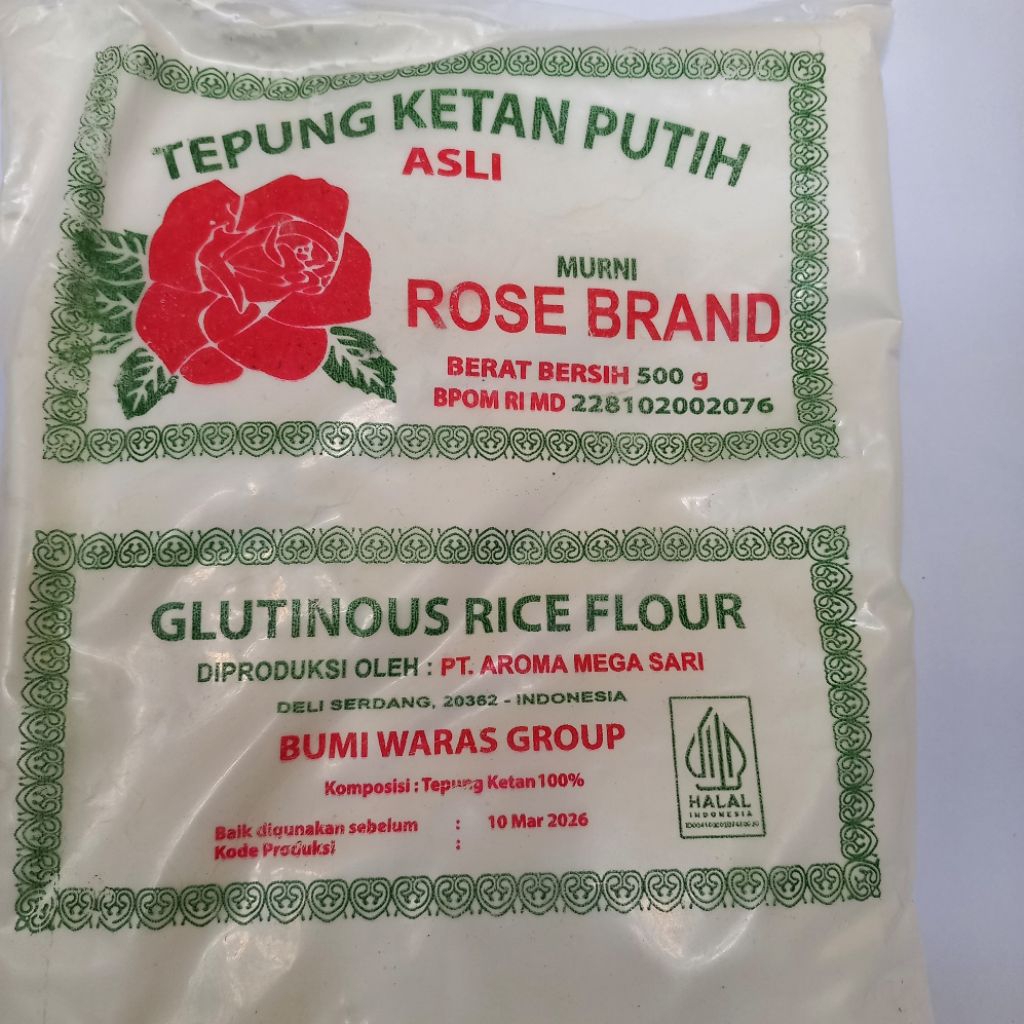 TEPUNG KETAN PUTIH
ASLI
MURNI
ROSE BRAND
BERAT BERSIH 500 g
BPOM RI MD 228102002076
GLUTINOUS RICE FLOUR
DIPRODUKSI OLEH : PT. AROMA MEGA SARI
DELI SERDANG, 20362 - INDONESIA
BUMI WARAS GROUP
Komposisi : Tepung Ketan 100%
Baik digunakan sebelum : 10 Mar 2026
Kode Produksi :
HALAL
INDONESIA